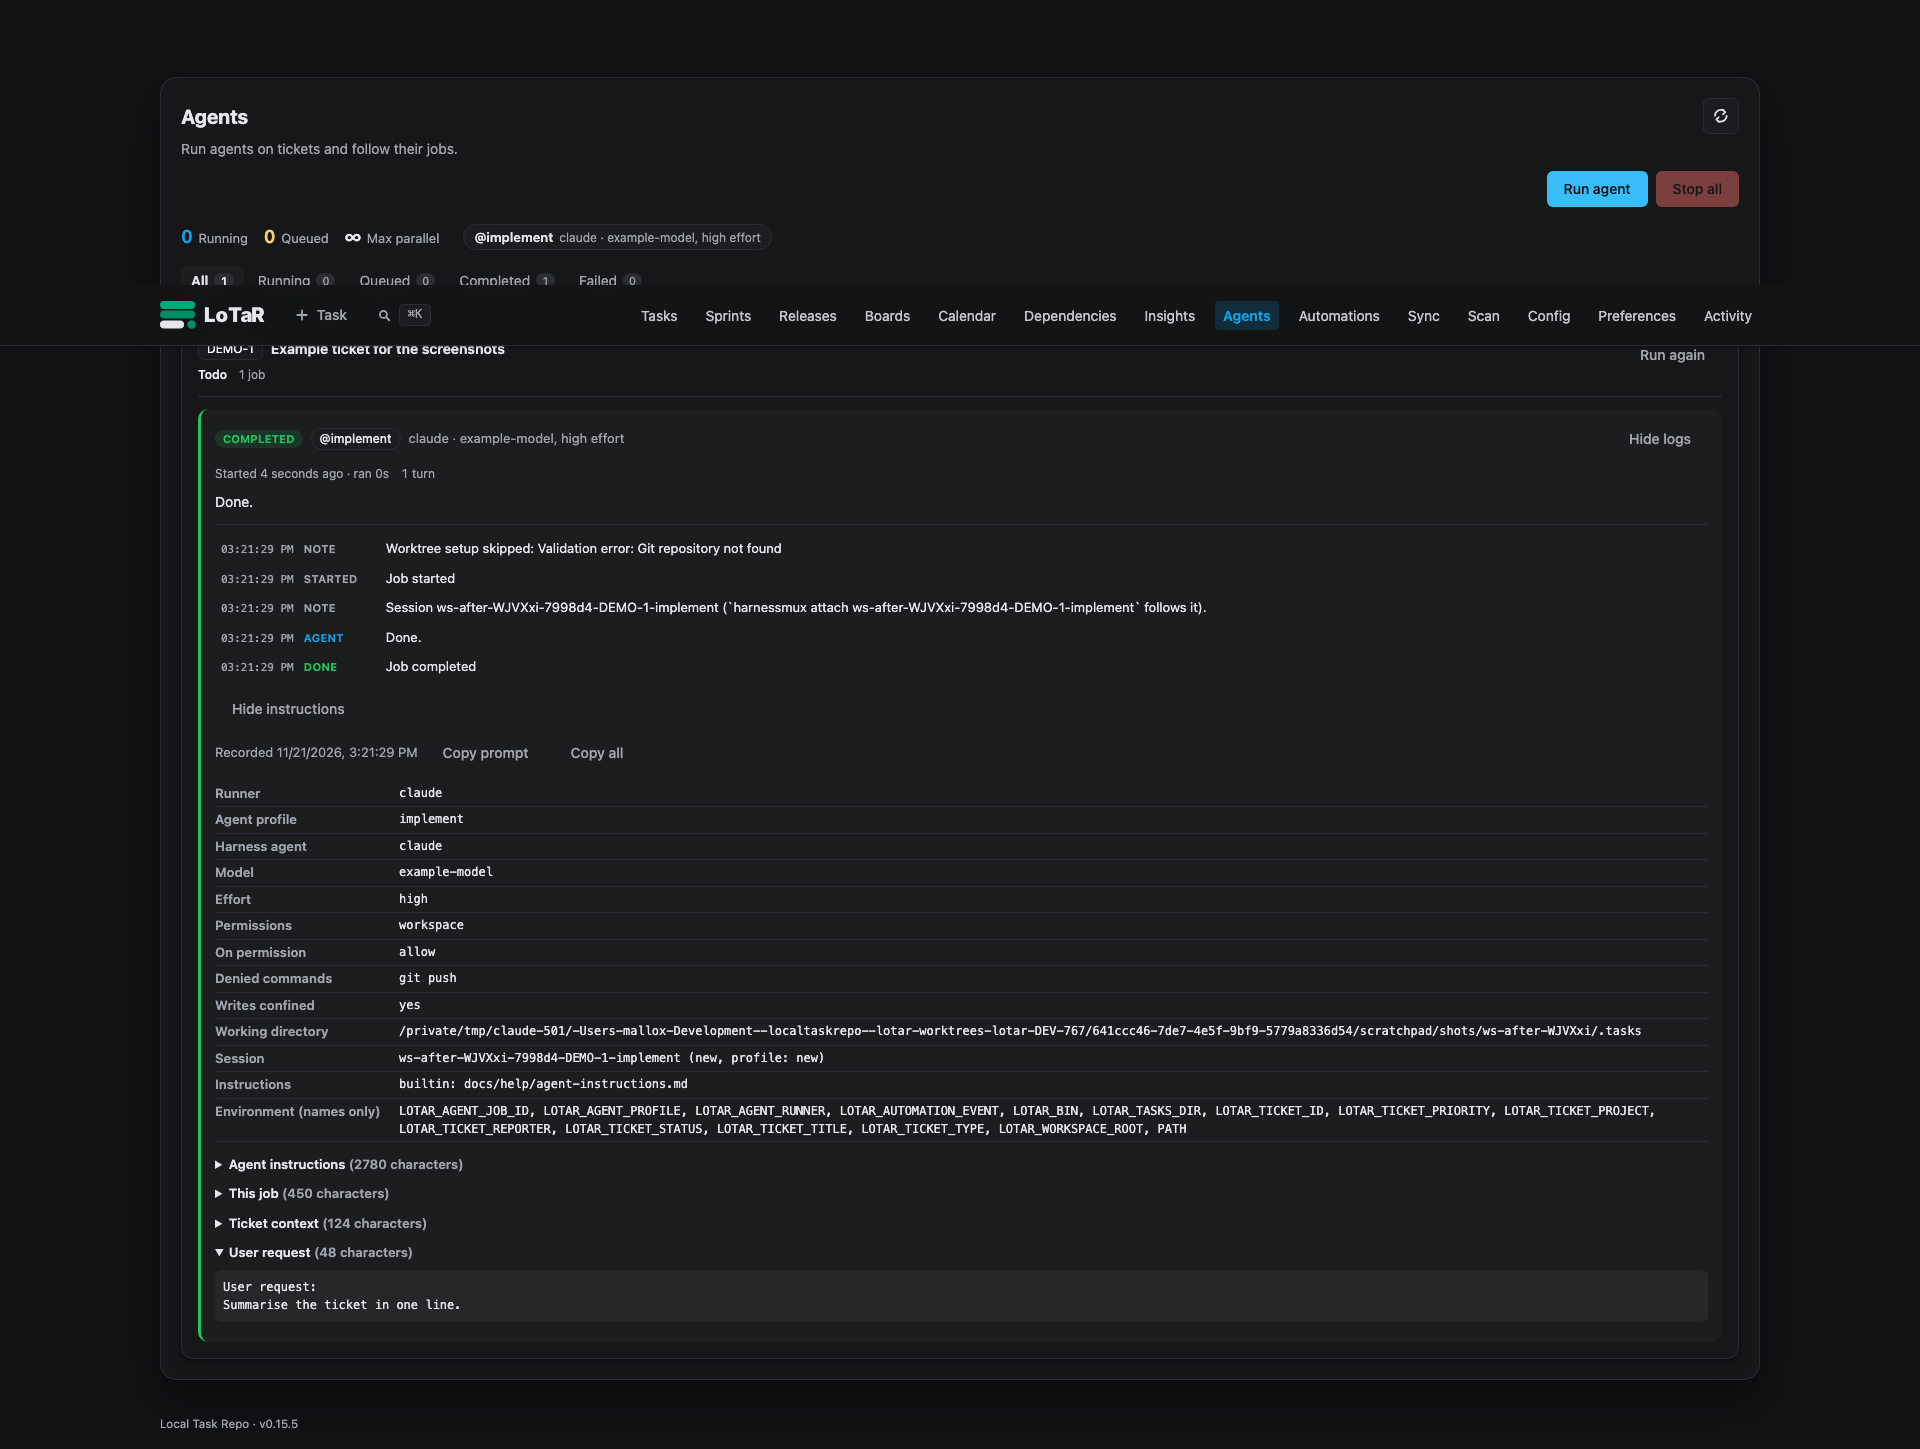 Agents
Run agents on tickets and follow their jobs.
Run agent Stop all
0 Running 0 Queued ∞ Max parallel @implement claude · example-model, high effort
All 1 Running 0 Queued 0 Completed 1 Failed 0
LoTaR + Task ⌘K Tasks Sprints Releases Boards Calendar Dependencies Insights Agents Automations Sync Scan Config Preferences Activity
DEMO-1 Example ticket for the screenshots
Run again
Todo 1 job
COMPLETED @implement claude · example-model, high effort Hide logs
Started 4 seconds ago · ran 0s 1 turn
Done.
03:21:29 PM NOTE Worktree setup skipped: Validation error: Git repository not found
03:21:29 PM STARTED Job started
03:21:29 PM NOTE Session ws-after-WJVXxi-7998d4-DEMO-1-implement (`harnessmux attach ws-after-WJVXxi-7998d4-DEMO-1-implement` follows it).
03:21:29 PM AGENT Done.
03:21:29 PM DONE Job completed
Hide instructions
Recorded 11/21/2026, 3:21:29 PM Copy prompt Copy all
Runner claude
Agent profile implement
Harness agent claude
Model example-model
Effort high
Permissions workspace
On permission allow
Denied commands git push
Writes confined yes
Working directory /private/tmp/claude-501/-Users-mallox-Development--localtaskrepo--lotar-worktrees-lotar-DEV-767/641ccc46-7de7-4e5f-9bf9-5779a8336d54/scratchpad/shots/ws-after-WJVXxi/.tasks
Session ws-after-WJVXxi-7998d4-DEMO-1-implement (new, profile: new)
Instructions builtin: docs/help/agent-instructions.md
Environment (names only) LOTAR_AGENT_JOB_ID, LOTAR_AGENT_PROFILE, LOTAR_AGENT_RUNNER, LOTAR_AUTOMATION_EVENT, LOTAR_BIN, LOTAR_TASKS_DIR, LOTAR_TICKET_ID, LOTAR_TICKET_PRIORITY, LOTAR_TICKET_PROJECT,
LOTAR_TICKET_REPORTER, LOTAR_TICKET_STATUS, LOTAR_TICKET_TITLE, LOTAR_TICKET_TYPE, LOTAR_WORKSPACE_ROOT, PATH
Agent instructions (2780 characters)
This job (450 characters)
Ticket context (124 characters)
User request (48 characters)
User request:
Summarise the ticket in one line.
Local Task Repo · v0.15.5